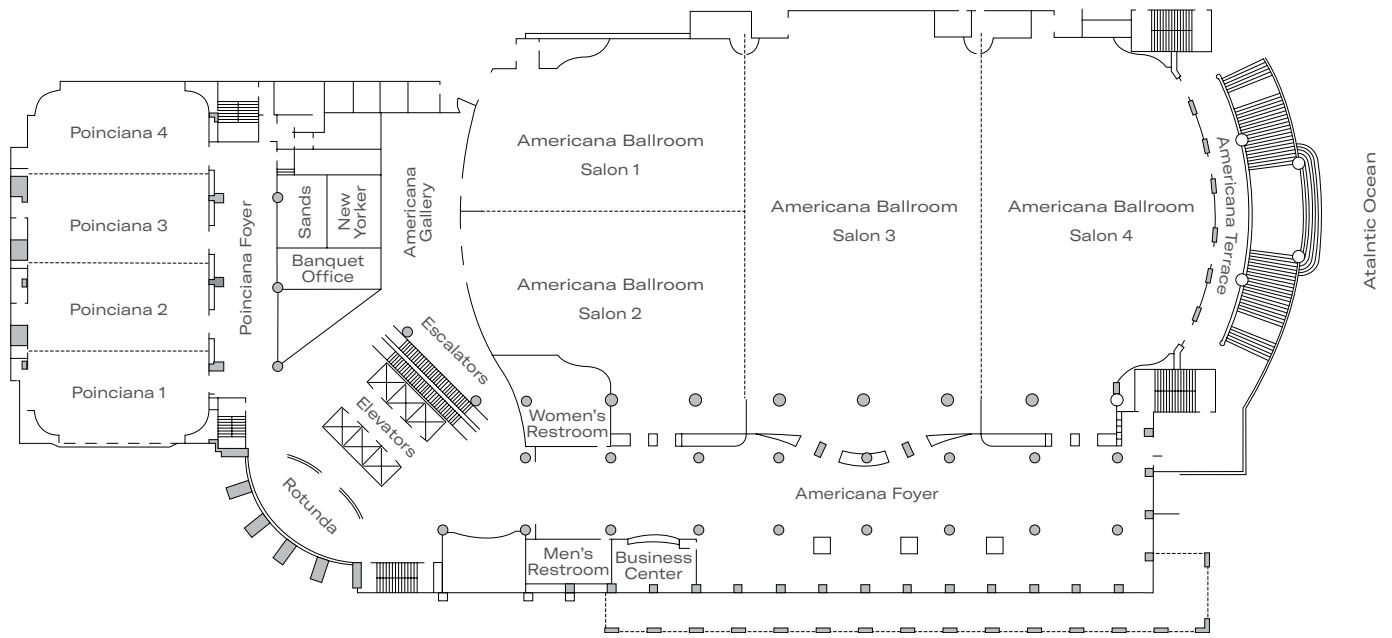 Poinciana 4
Poinciana 3
Poinciana 2
Poinciana 1
Poinciana Foyer
Sands
New
Yorker
Banquet
Office
Americana
Gallery
Escalators
Elevators
Rotunda
Americana Ballroom
Salon 1
Americana Ballroom
Salon 2
Americana Ballroom
Salon 3
Americana Ballroom
Salon 4
Americana Terrace
Atalntic Ocean
Women's
Restroom
Americana Foyer
Men's
Restroom
Business
Center